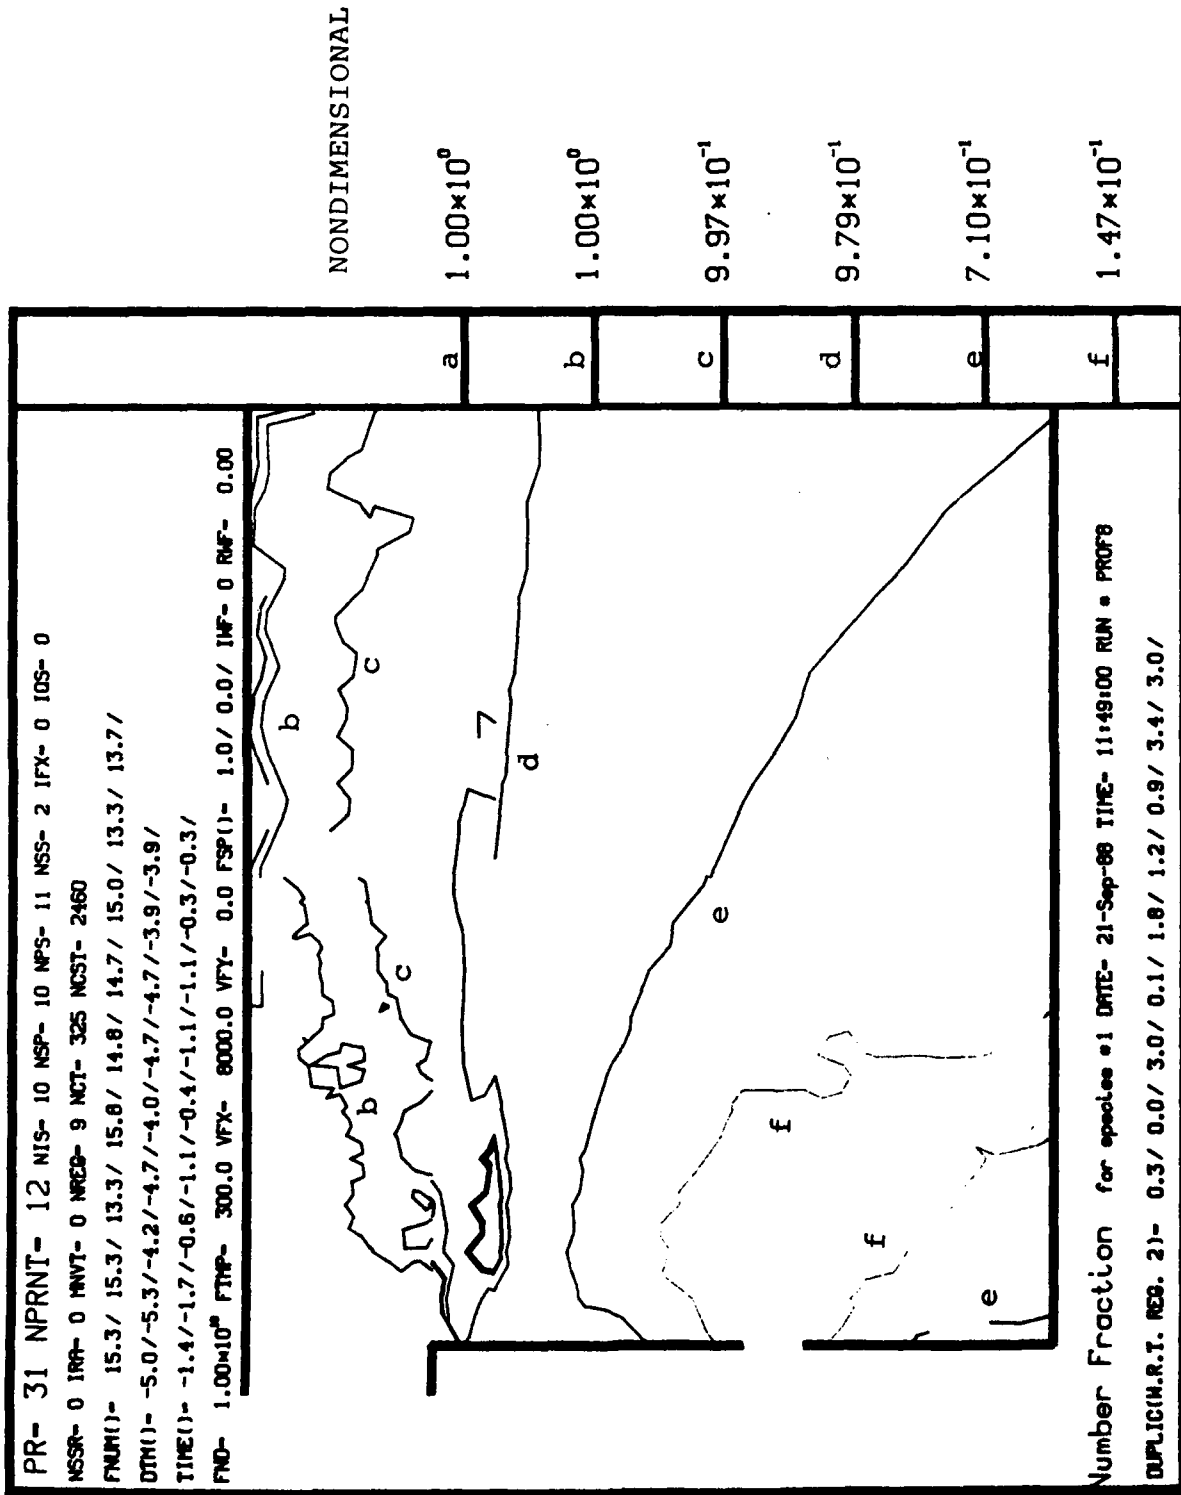 PR- 31 NPRNT- 12 NIS- 10 NSP- 10 NPS- 11 NSS- 2 IFX- 0 IOS- 0
NSSR- 0 IRA- 0 MNVT- 0 NREG- 9 NCT- 325 NCST- 2460
FNUM()- 15.3/ 15.3/ 13.3/ 15.8/ 14.8/ 14.7/ 15.0/ 13.3/ 13.7/
DTM()- -5.0/-5.3/-4.2/-4.7/-4.0/-4.7/-4.7/-3.9/-3.9/
TIME()- -1.4/-1.7/-0.6/-1.1/-0.4/-1.1/-1.1/-0.3/-0.3/
FND- 1.00×10 FTMP- 300.0 VFX- 8000.0 VFY- 0.0 FSP()- 1.0/ 0.0/ IWF- 0 RWF- 0.00
b
c
b
c
d
e
f
f
e
Number Fraction for species #1 DATE- 21-Sep-88 TIME- 11:49:00 RUN # PROF8
DUPLIC(W.R.T. REG. 2)- 0.3/ 0.0/ 3.0/ 0.1/ 1.8/ 1.2/ 0.9/ 3.4/ 3.0/
NONDIMENSIONAL
a 1.00×10⁰
b 1.00×10⁰
c 9.97×10⁻¹
d 9.79×10⁻¹
e 7.10×10⁻¹
f 1.47×10⁻¹